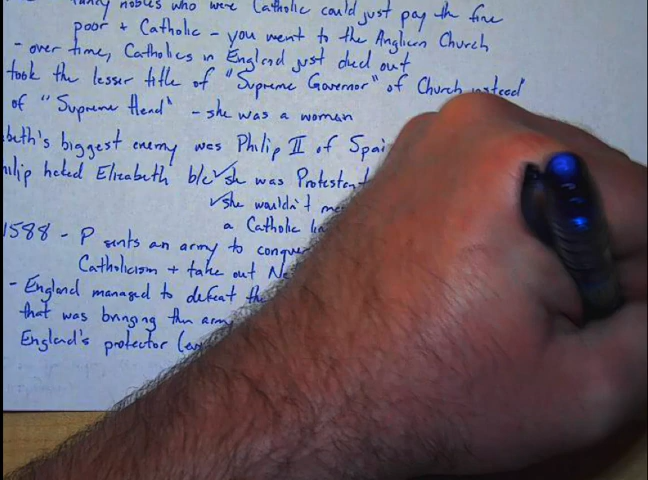 nobles who were Catholic could just pay the fine
poor + Catholic - you went to the Anglican Church
- over time, Catholics in England just died out
took the lesser title of "Supreme Governor" of Church instead
of "Supreme Head" - she was a woman
beth's biggest enemy was Philip II of Spai
ilip hated Elizabeth b/c ✓she was Protestant
✓she wouldn't
a Catholic
1588 - P sents an army to conque
Catholicism + take out
- England managed to defeat the
that was bringing the army
England's protector